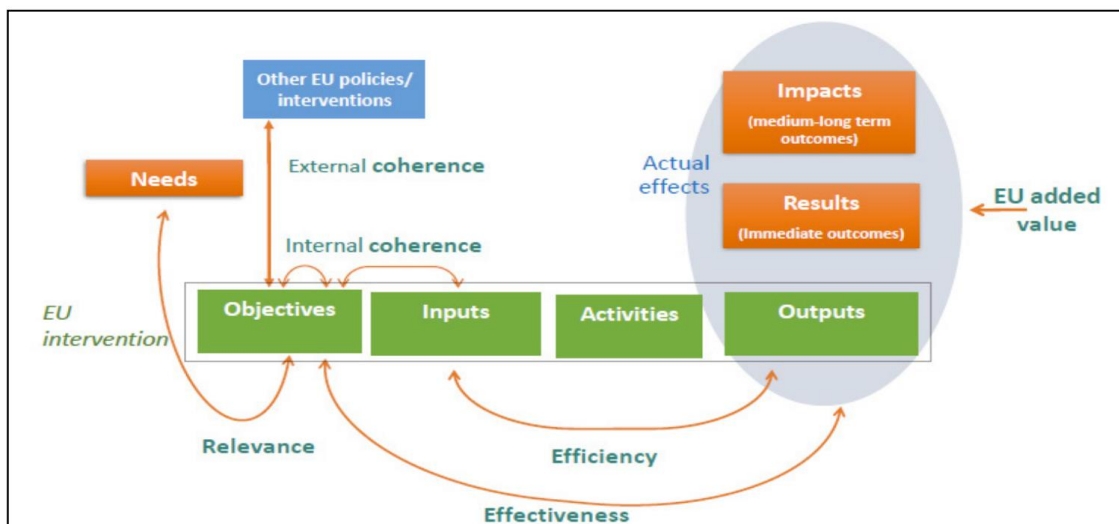 Other EU policies/
interventions
Impacts
(medium-long term
outcomes)
Actual
effects
External coherence
Needs
Results
(Immediate outcomes)
EU added
value
Internal coherence
EU
intervention
Objectives
Inputs
Activities
Outputs
Relevance
Efficiency
Effectiveness